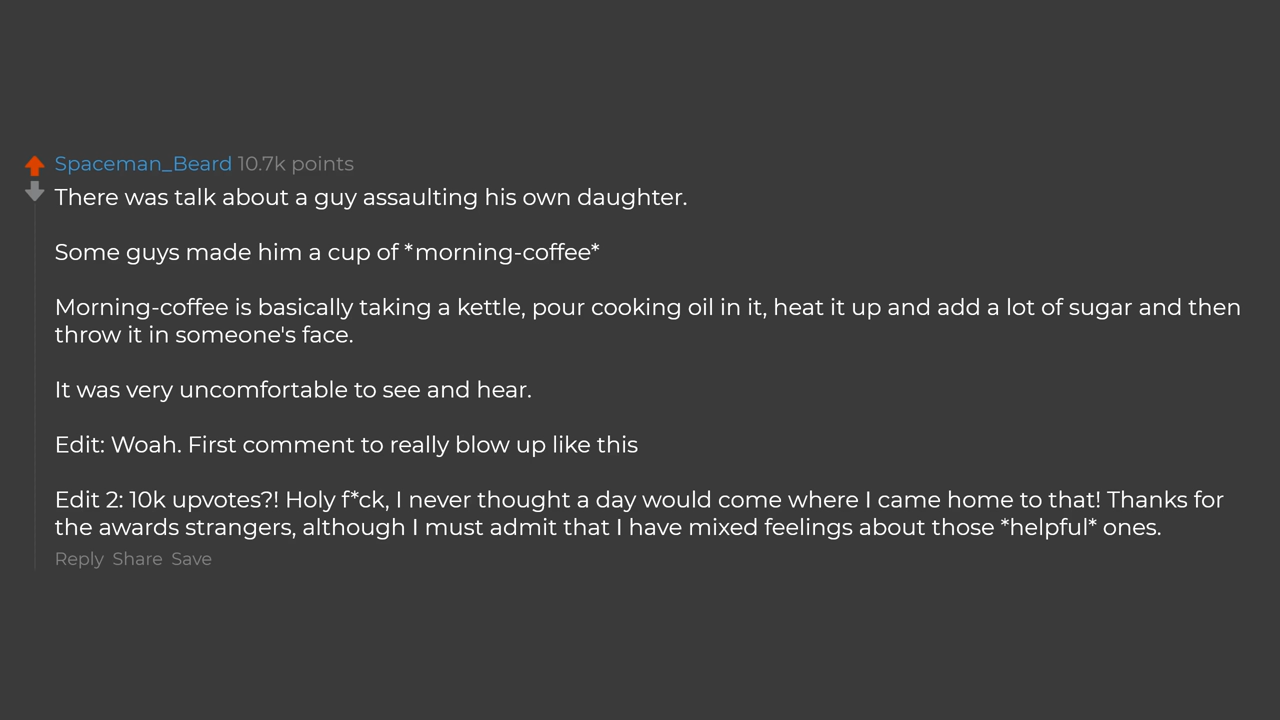 Spaceman_Beard 10.7k points
There was talk about a guy assaulting his own daughter.
Some guys made him a cup of *morning-coffee*
Morning-coffee is basically taking a kettle, pour cooking oil in it, heat it up and add a lot of sugar and then
throw it in someone's face.
It was very uncomfortable to see and hear.
Edit: Woah. First comment to really blow up like this
Edit 2: 10k upvotes?! Holy f*ck, I never thought a day would come where I came home to that! Thanks for
the awards strangers, although I must admit that I have mixed feelings about those *helpful* ones.
Reply Share Save